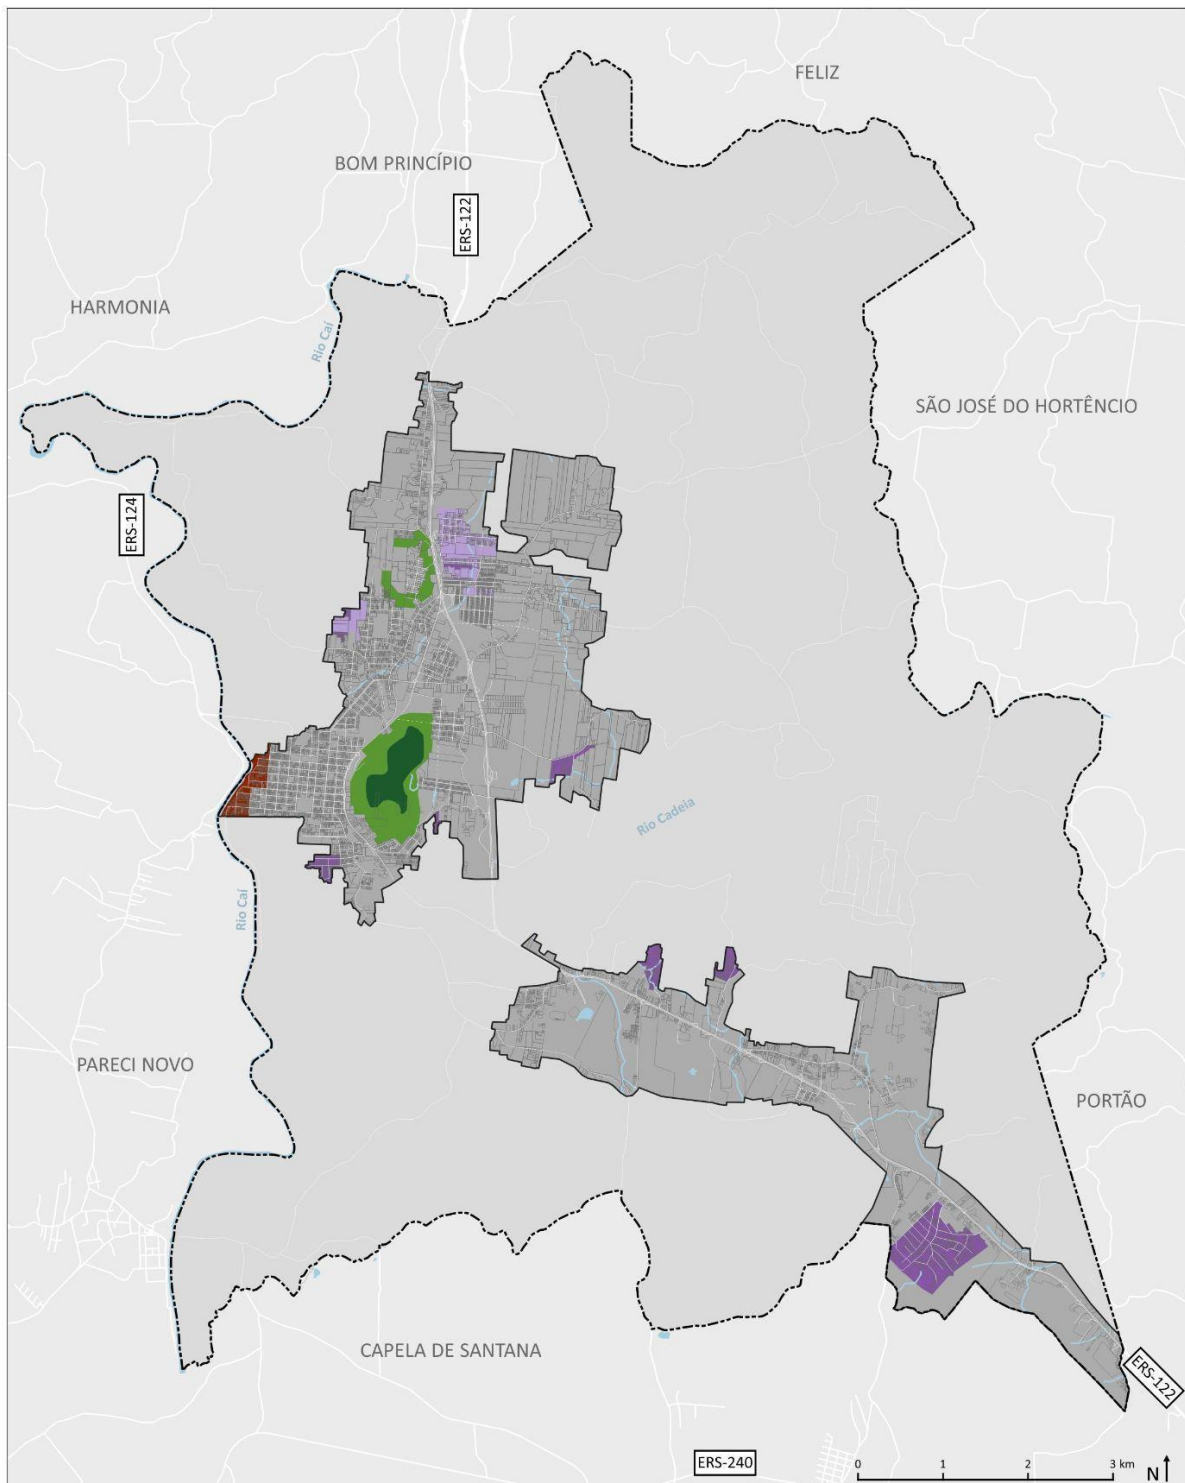 FELIZ
BOM PRINCÍPIO
ERS-122
HARMONIA
Rio Caí
SÃO JOSÉ DO HORTÊNCIO
ERS-124
Rio Cadeia
Rio Caí
PARECI NOVO
PORTÃO
CAPELA DE SANTANA
ERS-122
ERS-240
0 1 2 3 km
N